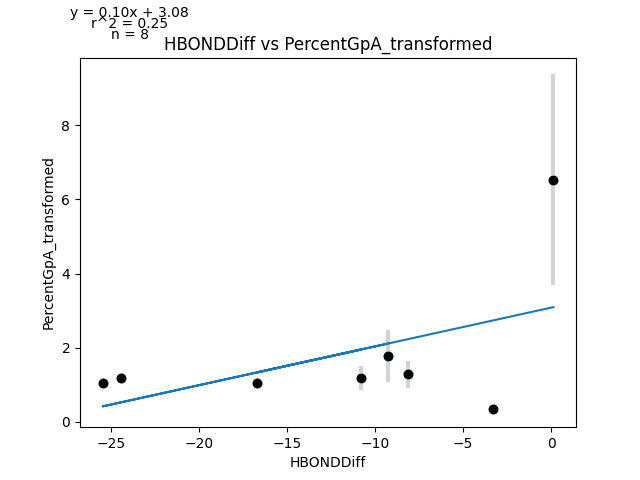 y = 0.10x + 3.08
r^2 = 0.25
n = 8
HBONDDiff vs PercentGpA_transformed
PercentGpA_transformed
8
6
4
2
0
−25
−20
−15
−10
−5
0
HBONDDiff